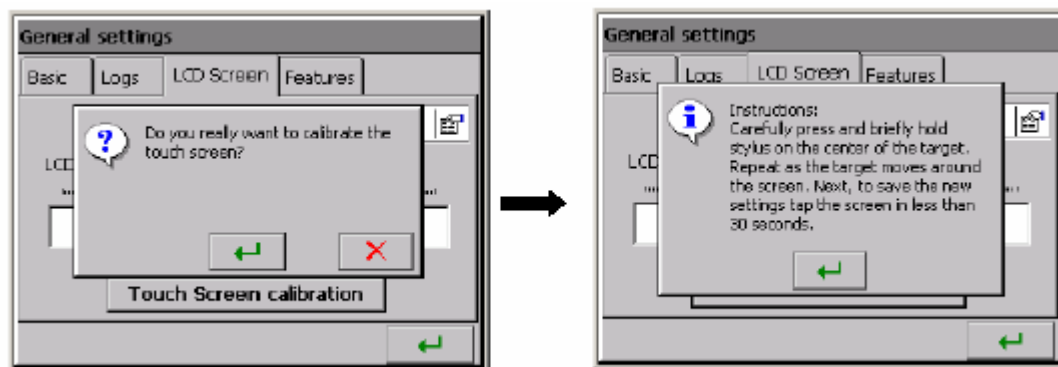 General settings
Basic Logs LCD Screen Features
Do you really want to calibrate the
touch screen?
LCD
Touch Screen calibration
General settings
Basic Logs LCD Screen Features
Instructions:
Carefully press and briefly hold
stylus on the center of the target.
Repeat as the target moves around
the screen. Next, to save the new
settings tap the screen in less than
30 seconds.
LCD